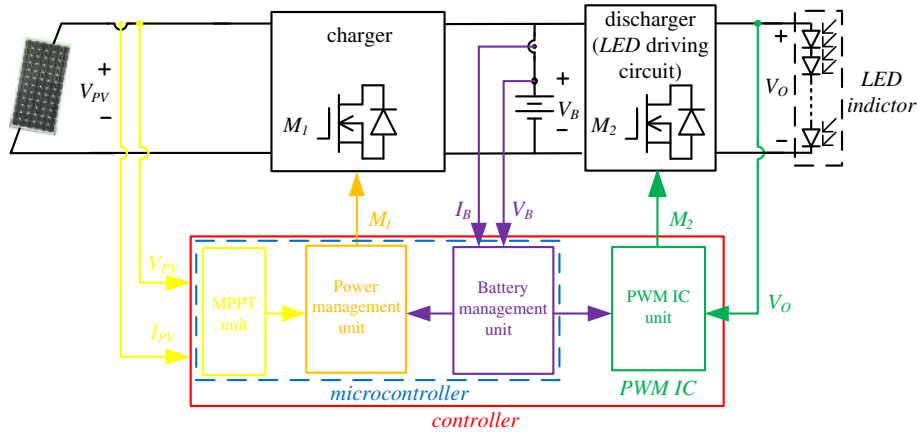 charger
discharger
(LED driving
circuit)
+
V_PV
−
M_1
+
V_B
−
M_2
+
V_O
−
LED
indictor
M_1
I_B
V_B
M_2
V_PV
I_PV
MPPT
unit
Power
management
unit
Battery
management
unit
PWM IC
unit
V_O
microcontroller
PWM IC
controller